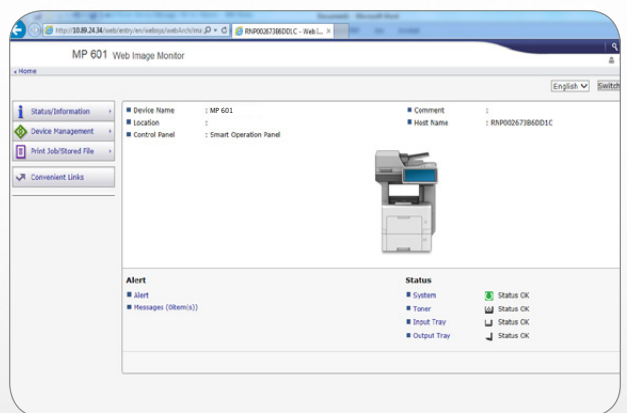 http://10.89.24.34/web/entry/en/websys/webArch/ma
RNP002673B6DD1C - Web I...
MP 601 Web Image Monitor
Home
English
Switch
Status/Information
Device Management
Print Job/Stored File
Convenient Links
Device Name : MP 601
Location :
Control Panel : Smart Operation Panel
Comment :
Host Name : RNP002673B6DD1C
Alert
Alert
Messages (0item(s))
Status
System Status OK
Toner Status OK
Input Tray Status OK
Output Tray Status OK